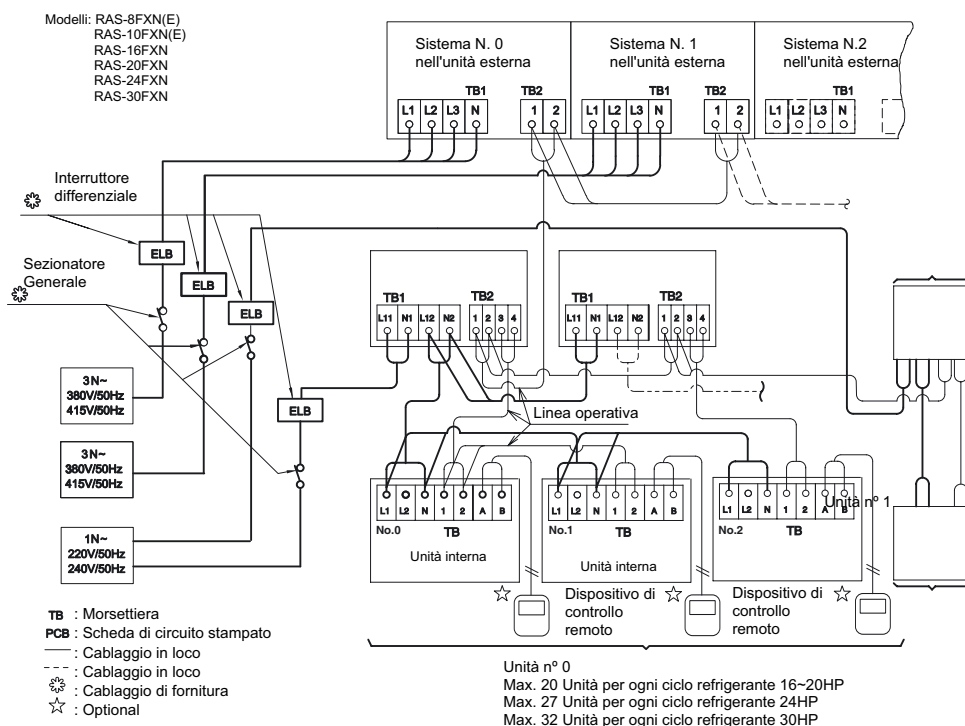 Modelli: RAS-8FXN(E)
RAS-10FXN(E)
RAS-16FXN
RAS-20FXN
RAS-24FXN
RAS-30FXN
Sistema N. 0
nell'unità esterna
Sistema N. 1
nell'unità esterna
Sistema N.2
nell'unità esterna
TB1 TB2 TB1 TB2 TB1
L1 L2 L3 N 1 2 L1 L2 L3 N 1 2 L1 L2 L3 N
Interruttore
differenziale
ELB
Sezionatore
Generale
ELB
ELB
ELB
TB1 TB2 TB1 TB2
L11 N1 L12 N2 1 2 3 4 L11 N1 L12 N2 1 2 3 4
3N~
380V/50Hz
415V/50Hz
3N~
380V/50Hz
415V/50Hz
1N~
220V/50Hz
240V/50Hz
Linea operativa
L1 L2 N 1 2 A B L1 L2 N 1 2 A B L1 L2 N 1 2 A B
Unità nº 1
No.0 TB No.1 TB No.2 TB
Unità interna
Unità interna
Dispositivo di
controllo
remoto
Dispositivo di
controllo
remoto
TB : Morsettiera
PCB : Scheda di circuito stampato
: Cablaggio in loco
: Cablaggio in loco
: Cablaggio di fornitura
: Optional
Unità nº 0
Max. 20 Unità per ogni ciclo refrigerante 16~20HP
Max. 27 Unità per ogni ciclo refrigerante 24HP
Max. 32 Unità per ogni ciclo refrigerante 30HP